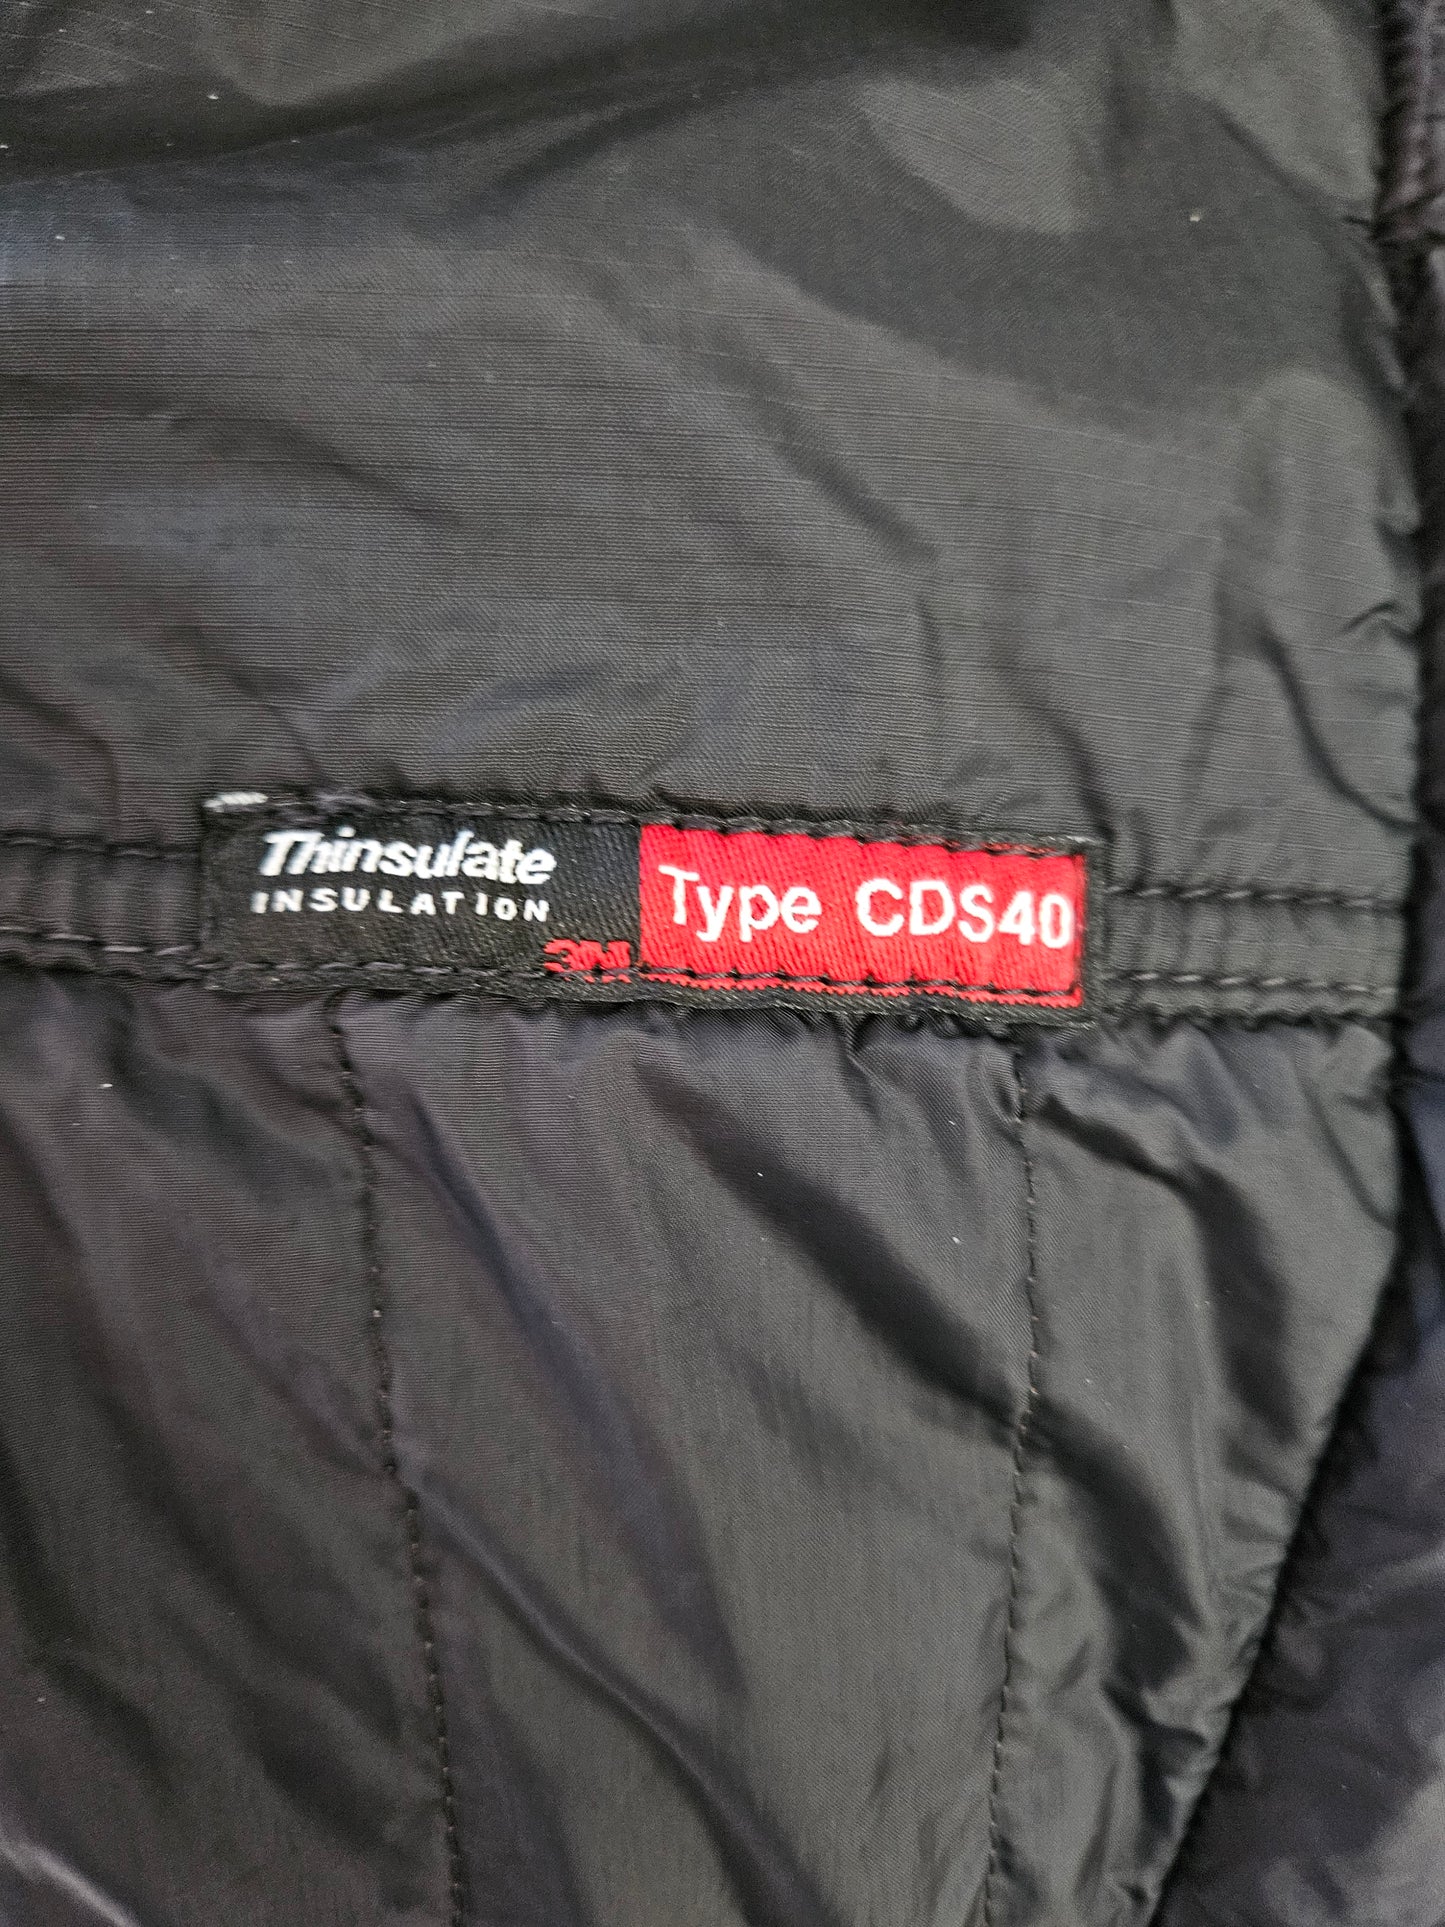 Thinsulate
INSULATION
3M
Type CDS40